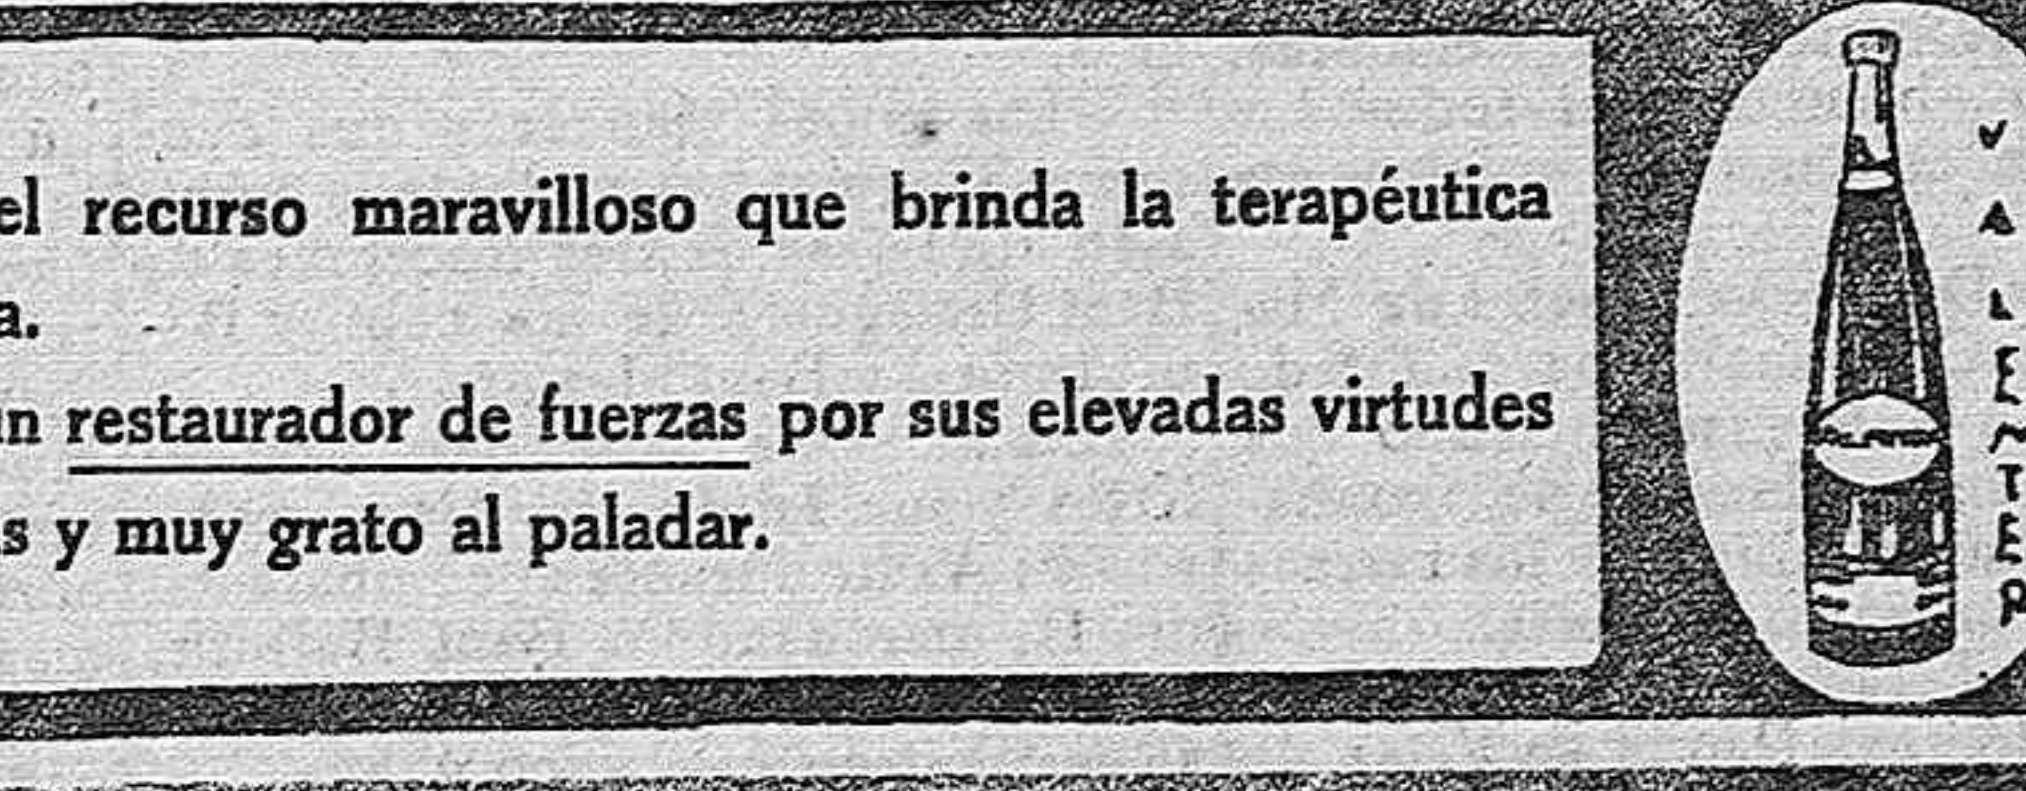 el recurso maravilloso que brinda la terapéutica
a.
un restaurador de fuerzas por sus elevadas virtudes
s y muy grato al paladar.
VALENTER